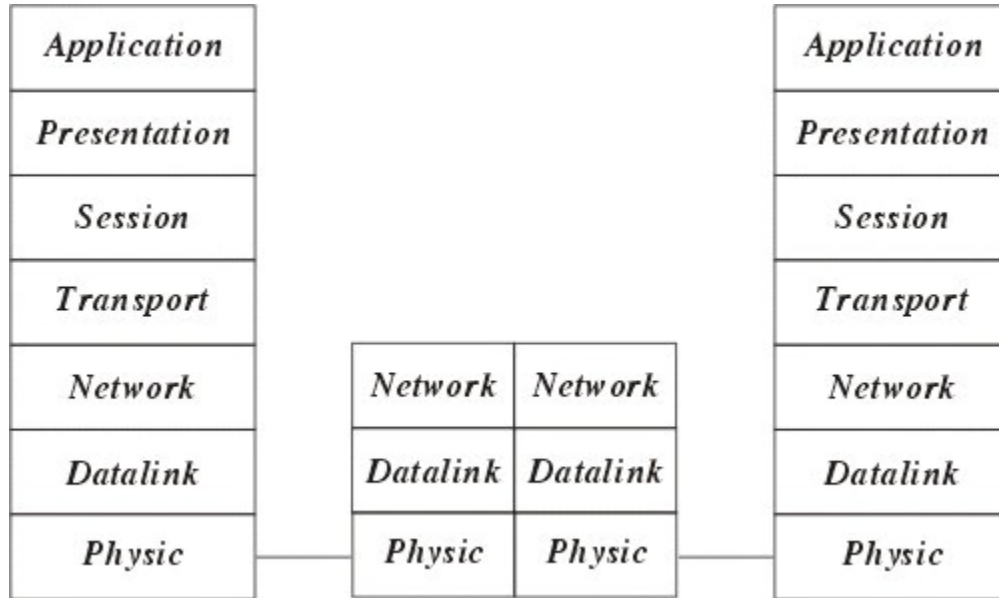 Application
Presentation
Session
Transport
Network
Datalink
Physic
Network Network
Datalink Datalink
Physic Physic
Application
Presentation
Session
Transport
Network
Datalink
Physic